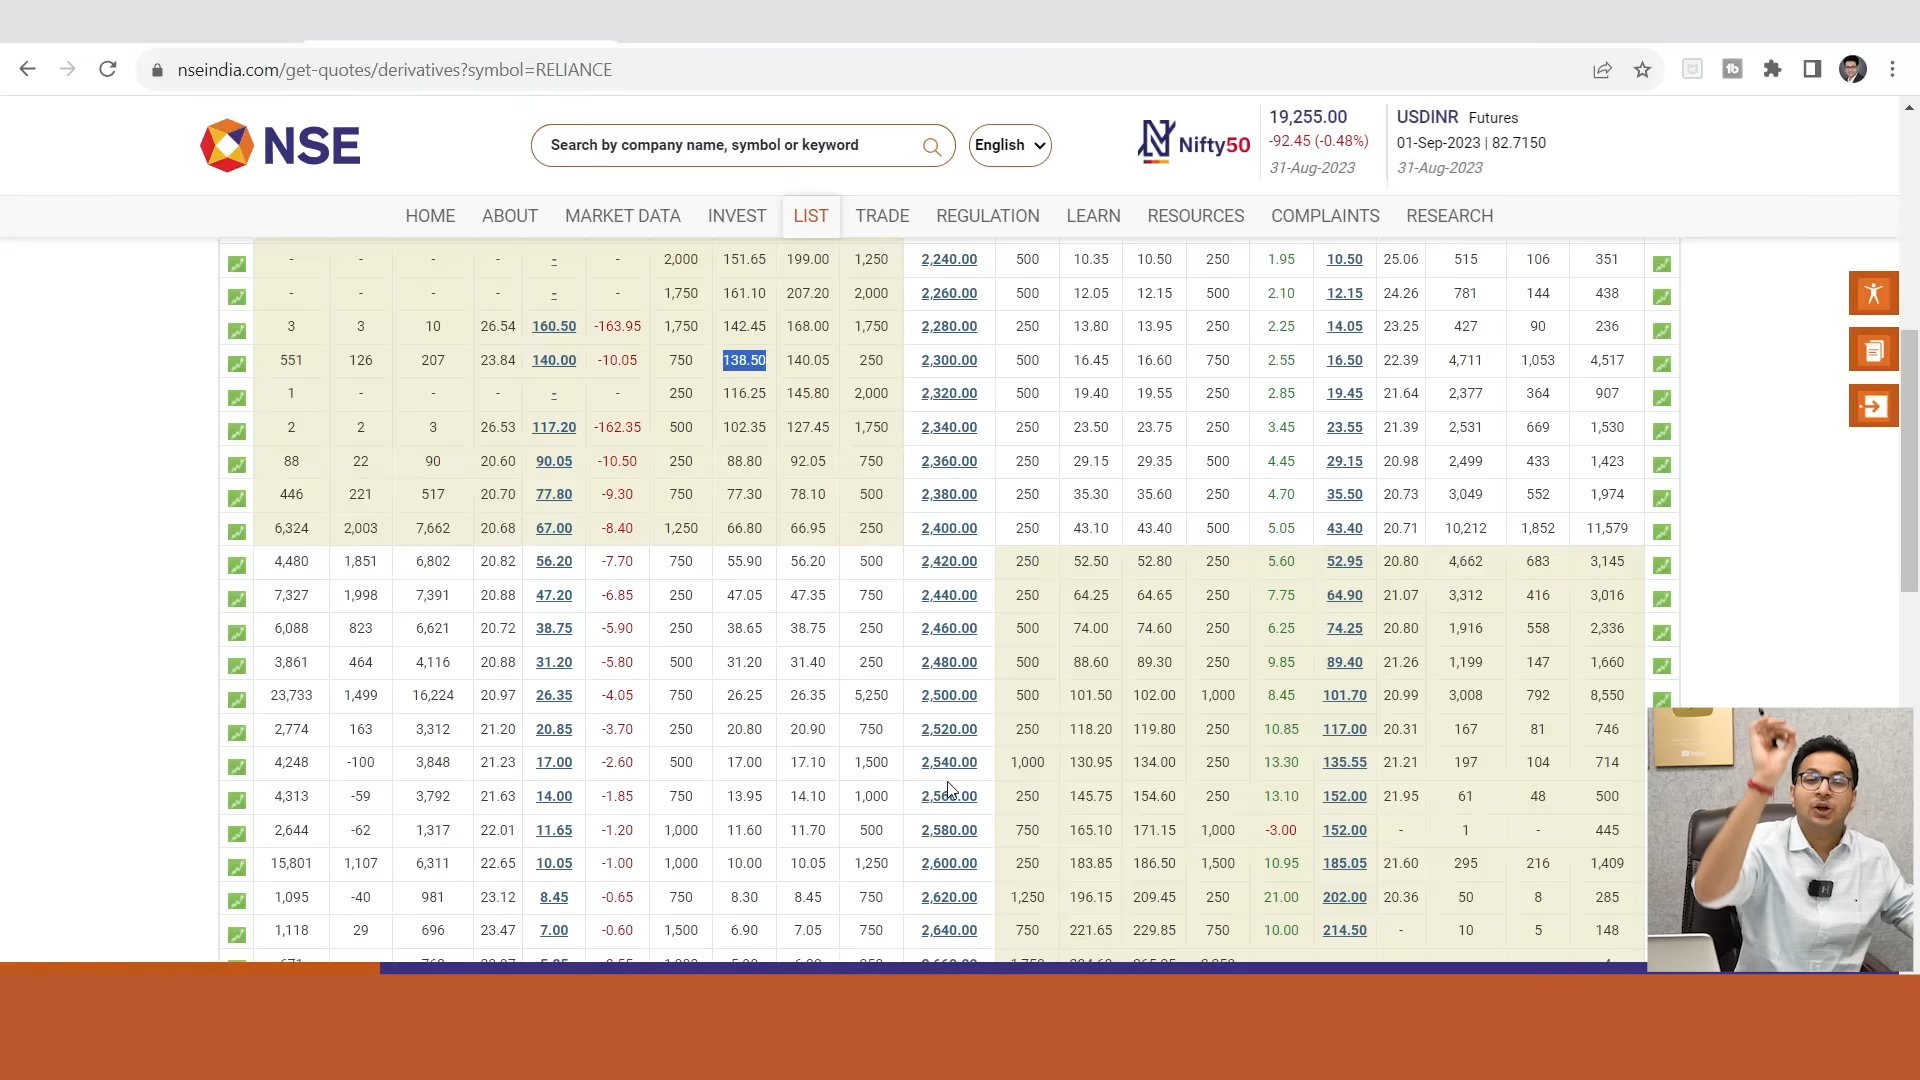 nseindia.com/get-quotes/derivatives?symbol=RELIANCE
NSE
Search by company name, symbol or keyword
English
Nifty50
19,255.00
-92.45 (-0.48%)
31-Aug-2023
USDINR Futures
01-Sep-2023 | 82.7150
31-Aug-2023
HOME ABOUT MARKET DATA INVEST LIST TRADE REGULATION LEARN RESOURCES COMPLAINTS RESEARCH
- - - - - - 2,000 151.65 199.00 1,250 2,240.00 500 10.35 10.50 250 1.95 10.50 25.06 515 106 351
- - - - - - 1,750 161.10 207.20 2,000 2,260.00 500 12.05 12.15 500 2.10 12.15 24.26 781 144 438
3 3 10 26.54 160.50 -163.95 1,750 142.45 168.00 1,750 2,280.00 250 13.80 13.95 250 2.25 14.05 23.25 427 90 236
551 126 207 23.84 140.00 -10.05 750 138.50 140.05 250 2,300.00 500 16.45 16.60 750 2.55 16.50 22.39 4,711 1,053 4,517
1 - - - - - 250 116.25 145.80 2,000 2,320.00 500 19.40 19.55 250 2.85 19.45 21.64 2,377 364 907
2 2 3 26.53 117.20 -162.35 500 102.35 127.45 1,750 2,340.00 250 23.50 23.75 250 3.45 23.55 21.39 2,531 669 1,530
88 22 90 20.60 90.05 -10.50 250 88.80 92.05 750 2,360.00 250 29.15 29.35 500 4.45 29.15 20.98 2,499 433 1,423
446 221 517 20.70 77.80 -9.30 750 77.30 78.10 500 2,380.00 250 35.30 35.60 250 4.70 35.50 20.73 3,049 552 1,974
6,324 2,003 7,662 20.68 67.00 -8.40 1,250 66.80 66.95 250 2,400.00 250 43.10 43.40 500 5.05 43.40 20.71 10,212 1,852 11,579
4,480 1,851 6,802 20.82 56.20 -7.70 750 55.90 56.20 500 2,420.00 250 52.50 52.80 250 5.60 52.95 20.80 4,662 683 3,145
7,327 1,998 7,391 20.88 47.20 -6.85 250 47.05 47.35 750 2,440.00 250 64.25 64.65 250 7.75 64.90 21.07 3,312 416 3,016
6,088 823 6,621 20.72 38.75 -5.90 250 38.65 38.75 250 2,460.00 500 74.00 74.60 250 6.25 74.25 20.80 1,916 558 2,336
3,861 464 4,116 20.88 31.20 -5.80 500 31.20 31.40 250 2,480.00 500 88.60 89.30 250 9.85 89.40 21.26 1,199 147 1,660
23,733 1,499 16,224 20.97 26.35 -4.05 750 26.25 26.35 5,250 2,500.00 500 101.50 102.00 1,000 8.45 101.70 20.99 3,008 792 8,550
2,774 163 3,312 21.20 20.85 -3.70 250 20.80 20.90 750 2,520.00 250 118.20 119.80 250 10.85 117.00 20.31 167 81 746
4,248 -100 3,848 21.23 17.00 -2.60 500 17.00 17.10 1,500 2,540.00 1,000 130.95 134.00 250 13.30 135.55 21.21 197 104 714
4,313 -59 3,792 21.63 14.00 -1.85 750 13.95 14.10 1,000 2,560.00 250 145.75 154.60 250 13.10 152.00 21.95 61 48 500
2,644 -62 1,317 22.01 11.65 -1.20 1,000 11.60 11.70 500 2,580.00 750 165.10 171.15 1,000 -3.00 152.00 - 1 - 445
15,801 1,107 6,311 22.65 10.05 -1.00 1,000 10.00 10.05 1,250 2,600.00 250 183.85 186.50 1,500 10.95 185.05 21.60 295 216 1,409
1,095 -40 981 23.12 8.45 -0.65 750 8.30 8.45 750 2,620.00 1,250 196.15 209.45 250 21.00 202.00 20.36 50 8 285
1,118 29 696 23.47 7.00 -0.60 1,500 6.90 7.05 750 2,640.00 750 221.65 229.85 750 10.00 214.50 - 10 5 148